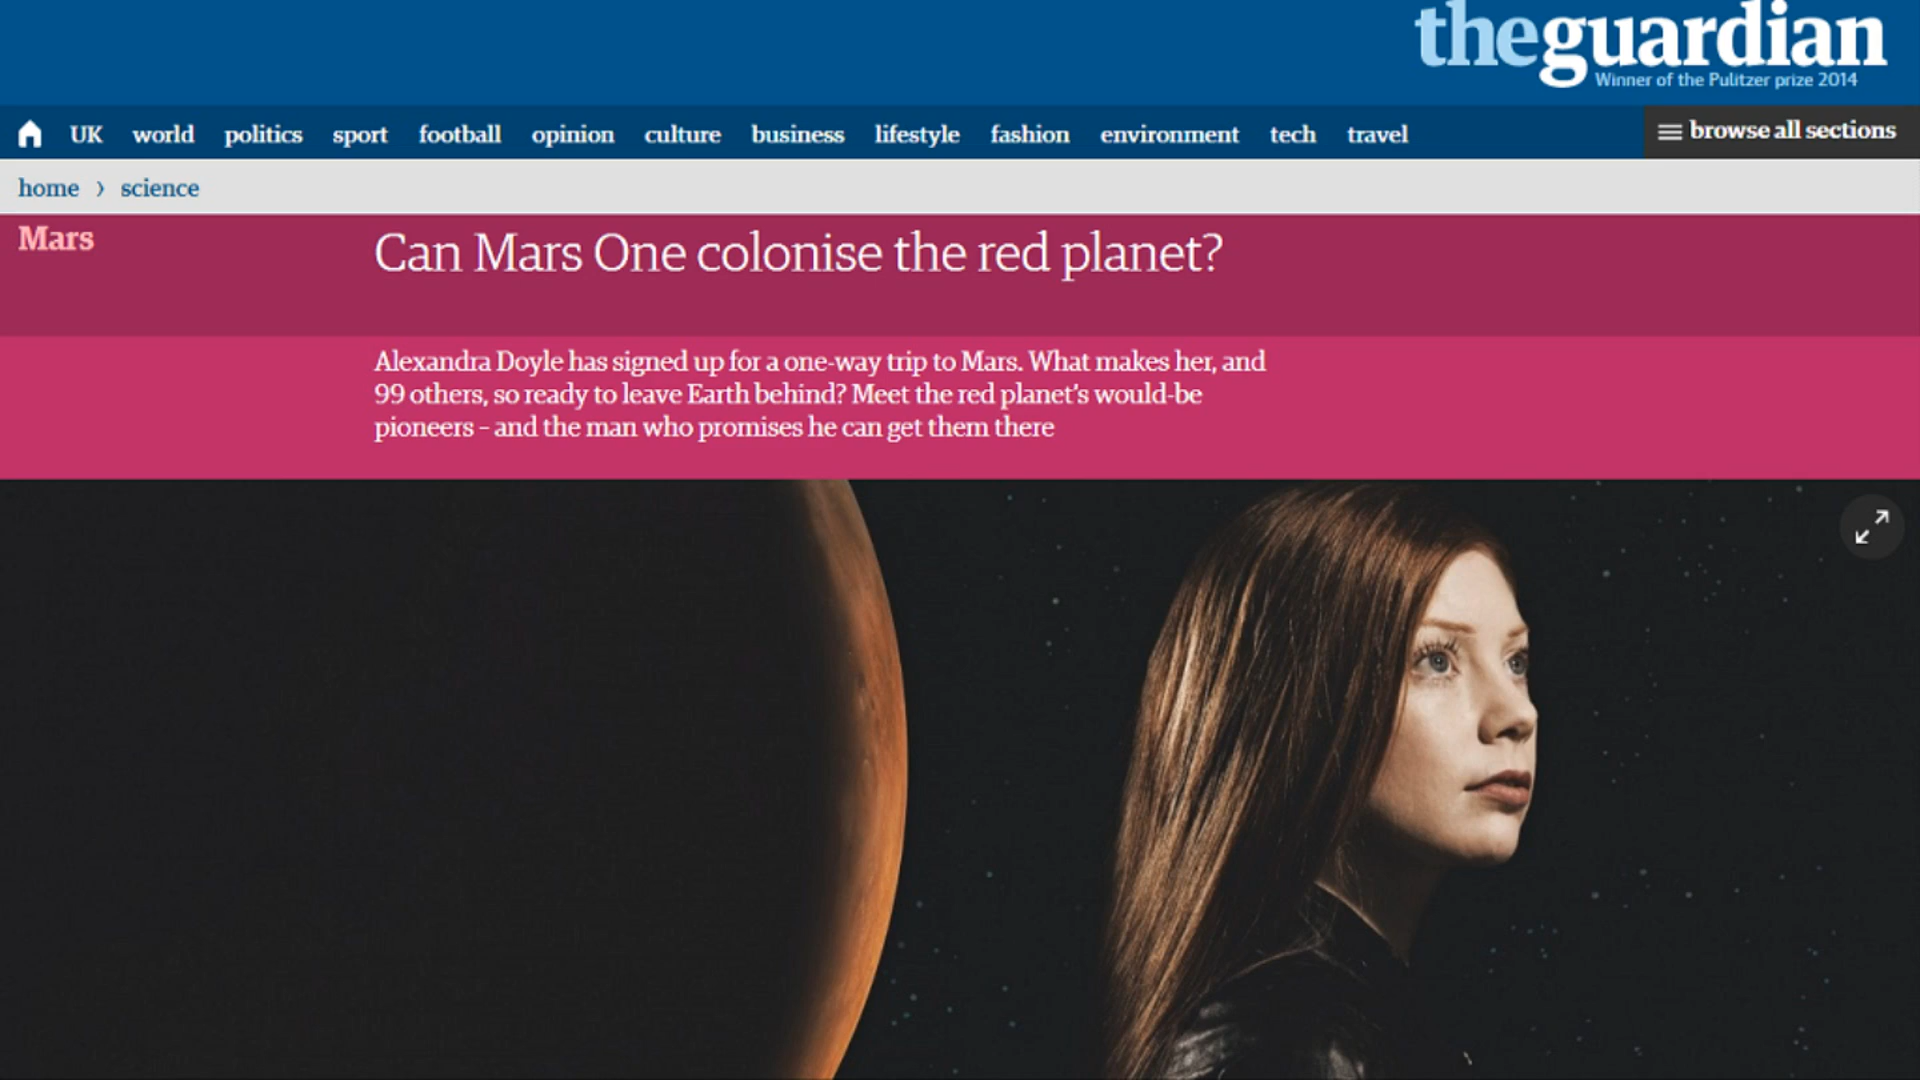 theguardian
Winner of the Pulitzer prize 2014
UK world politics sport football opinion culture business lifestyle fashion environment tech travel browse all sections
home › science
Mars
Can Mars One colonise the red planet?
Alexandra Doyle has signed up for a one-way trip to Mars. What makes her, and
99 others, so ready to leave Earth behind? Meet the red planet's would-be
pioneers – and the man who promises he can get them there